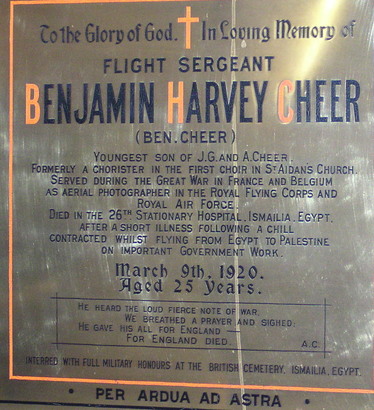 To the Glory of God. In Loving Memory of
FLIGHT SERGEANT
BENJAMIN HARVEY CHEER
(BEN.CHEER)
YOUNGEST SON OF J.G. AND A.CHEER.
FORMERLY A CHORISTER IN THE FIRST CHOIR IN ST AIDANS CHURCH.
SERVED DURING THE GREAT WAR IN FRANCE AND BELGIUM
AS AERIAL PHOTOGRAPHER IN THE ROYAL FLYING CORPS AND
ROYAL AIR FORCE.
DIED IN THE 26TH STATIONARY HOSPITAL, ISMAILIA, EGYPT.
AFTER A SHORT ILLNESS FOLLOWING A CHILL
CONTRACTED WHILST FLYING FROM EGYPT TO PALESTINE
ON IMPORTANT GOVERNMENT WORK.
March 9th. 1920.
Aged 25 Years.
HE HEARD THE LOUD FIERCE NOTE OF WAR.
WE BREATHED A PRAYER AND SIGHED:
HE GAVE HIS ALL FOR ENGLAND —
FOR ENGLAND DIED. A.C.
INTERRED WITH FULL MILITARY HONOURS AT THE BRITISH CEMETERY, ISMAILIA, EGYPT.
• PER ARDUA AD ASTRA •